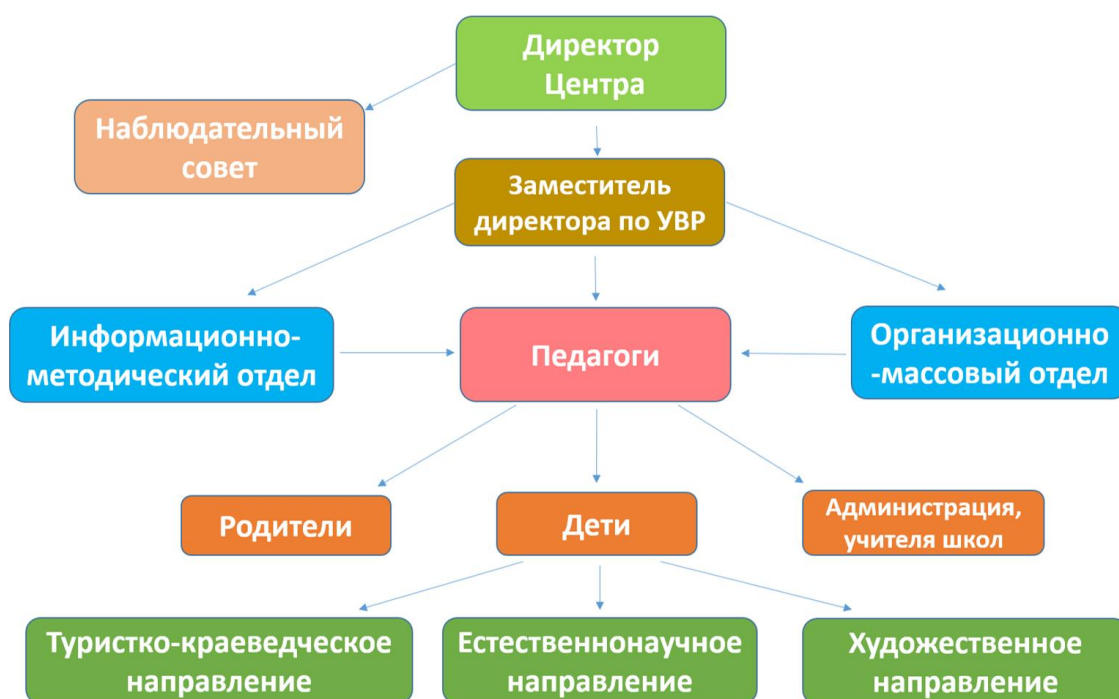 Директор
Центра
Наблюдательный
совет
Заместитель
директора по УВР
Информационно-
методический отдел
Педагоги
Организационно
-массовый отдел
Родители
Дети
Администрация,
учителя школ
Туристко-краеведческое
направление
Естественнонаучное
направление
Художественное
направление